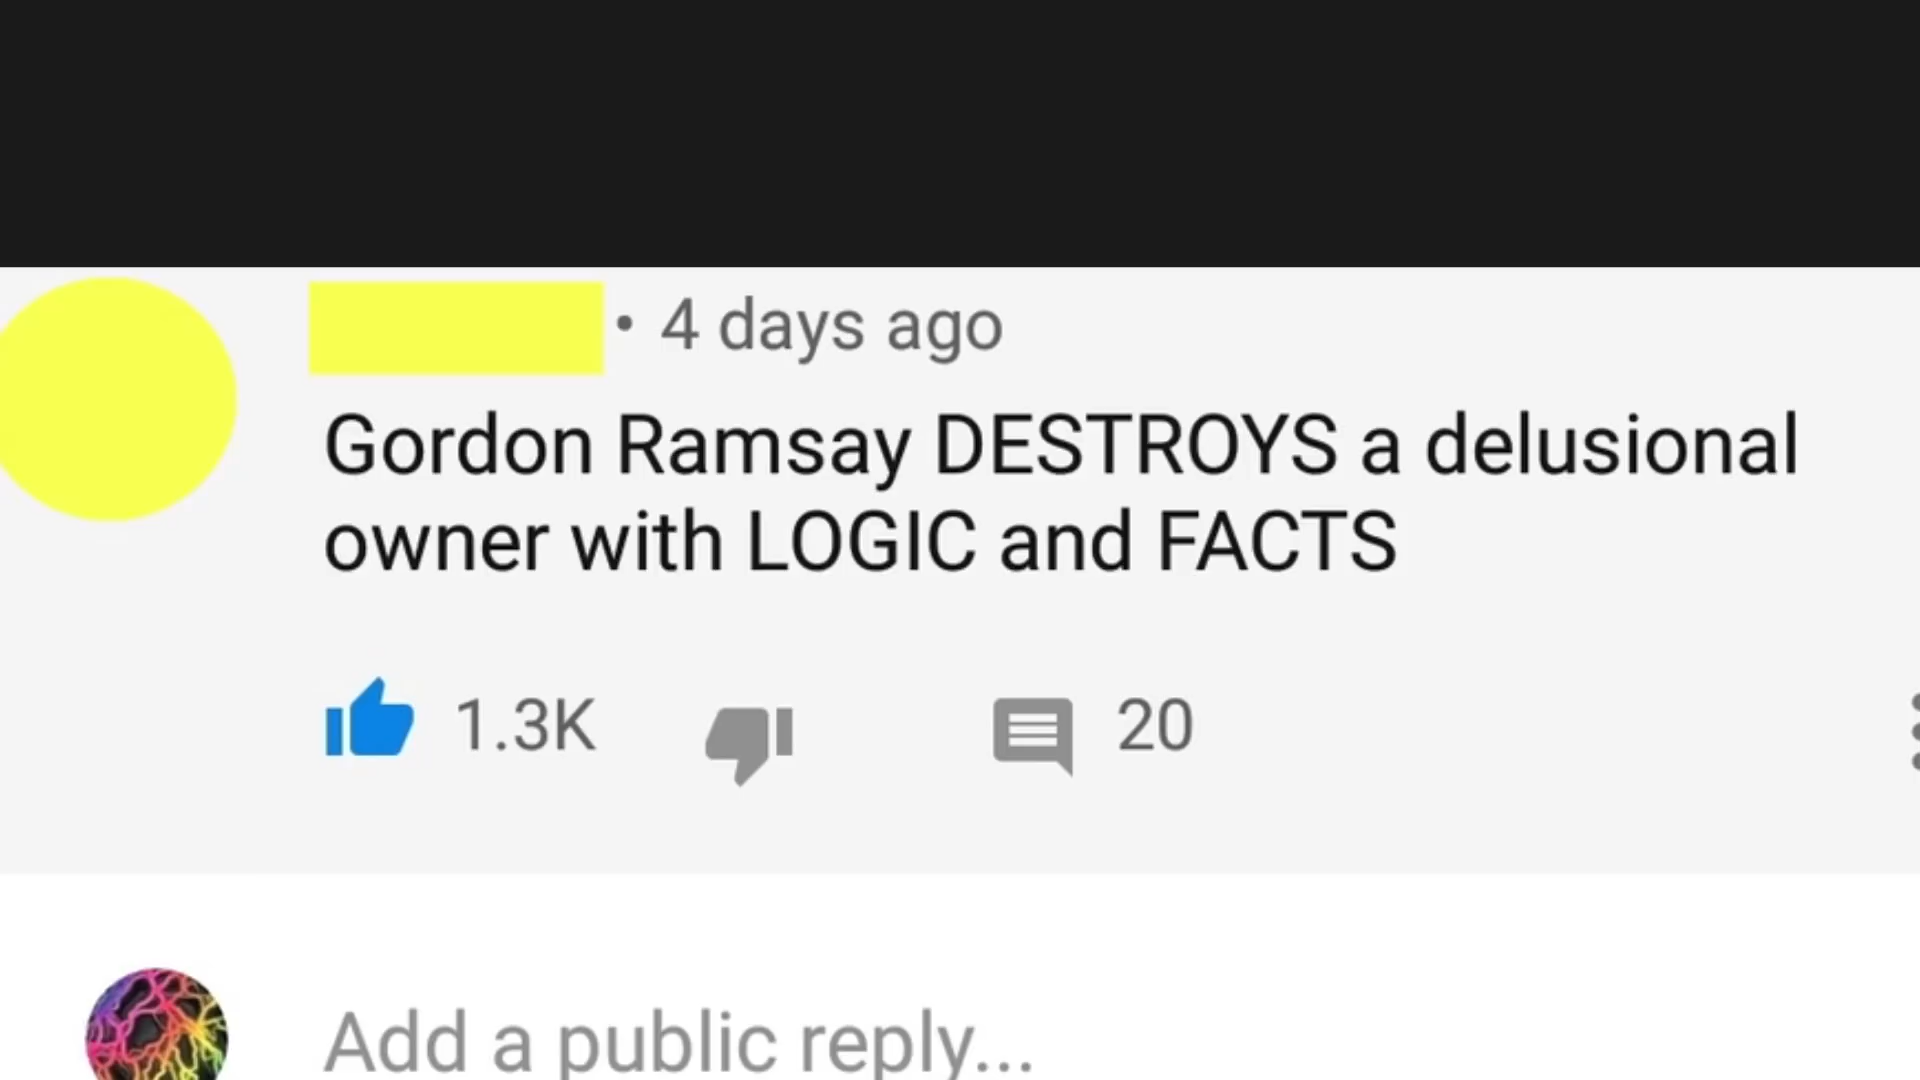 • 4 days ago
Gordon Ramsay DESTROYS a delusional
owner with LOGIC and FACTS
1.3K 20
Add a public reply...